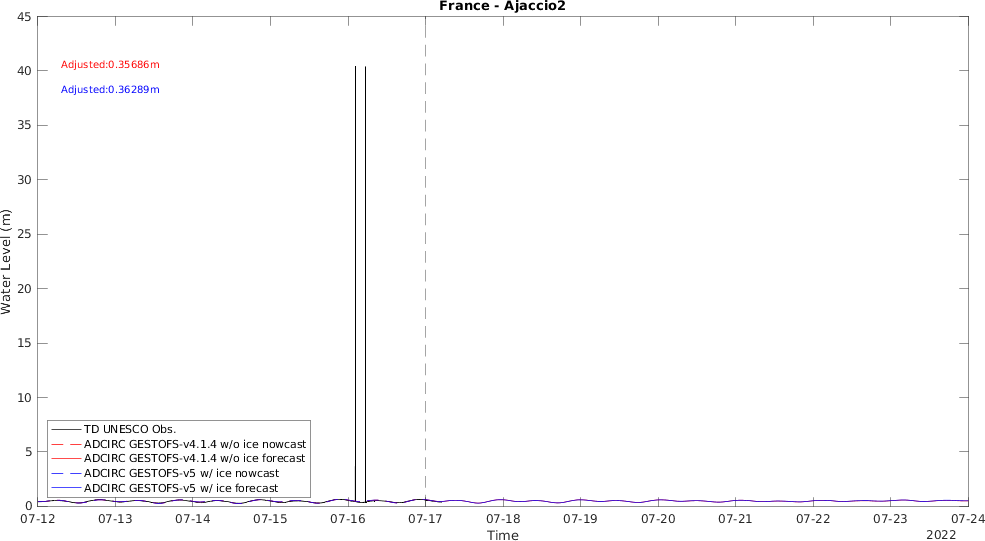 France - Ajaccio2
45
40
35
30
25
20
15
10
5
0
Water Level (m)
Adjusted:0.35686m
Adjusted:0.36289m
TD UNESCO Obs.
ADCIRC GESTOFS-v4.1.4 w/o ice nowcast
ADCIRC GESTOFS-v4.1.4 w/o ice forecast
ADCIRC GESTOFS-v5 w/ ice nowcast
ADCIRC GESTOFS-v5 w/ ice forecast
07-12 07-13 07-14 07-15 07-16 07-17 07-18 07-19 07-20 07-21 07-22 07-23 07-24
Time
2022